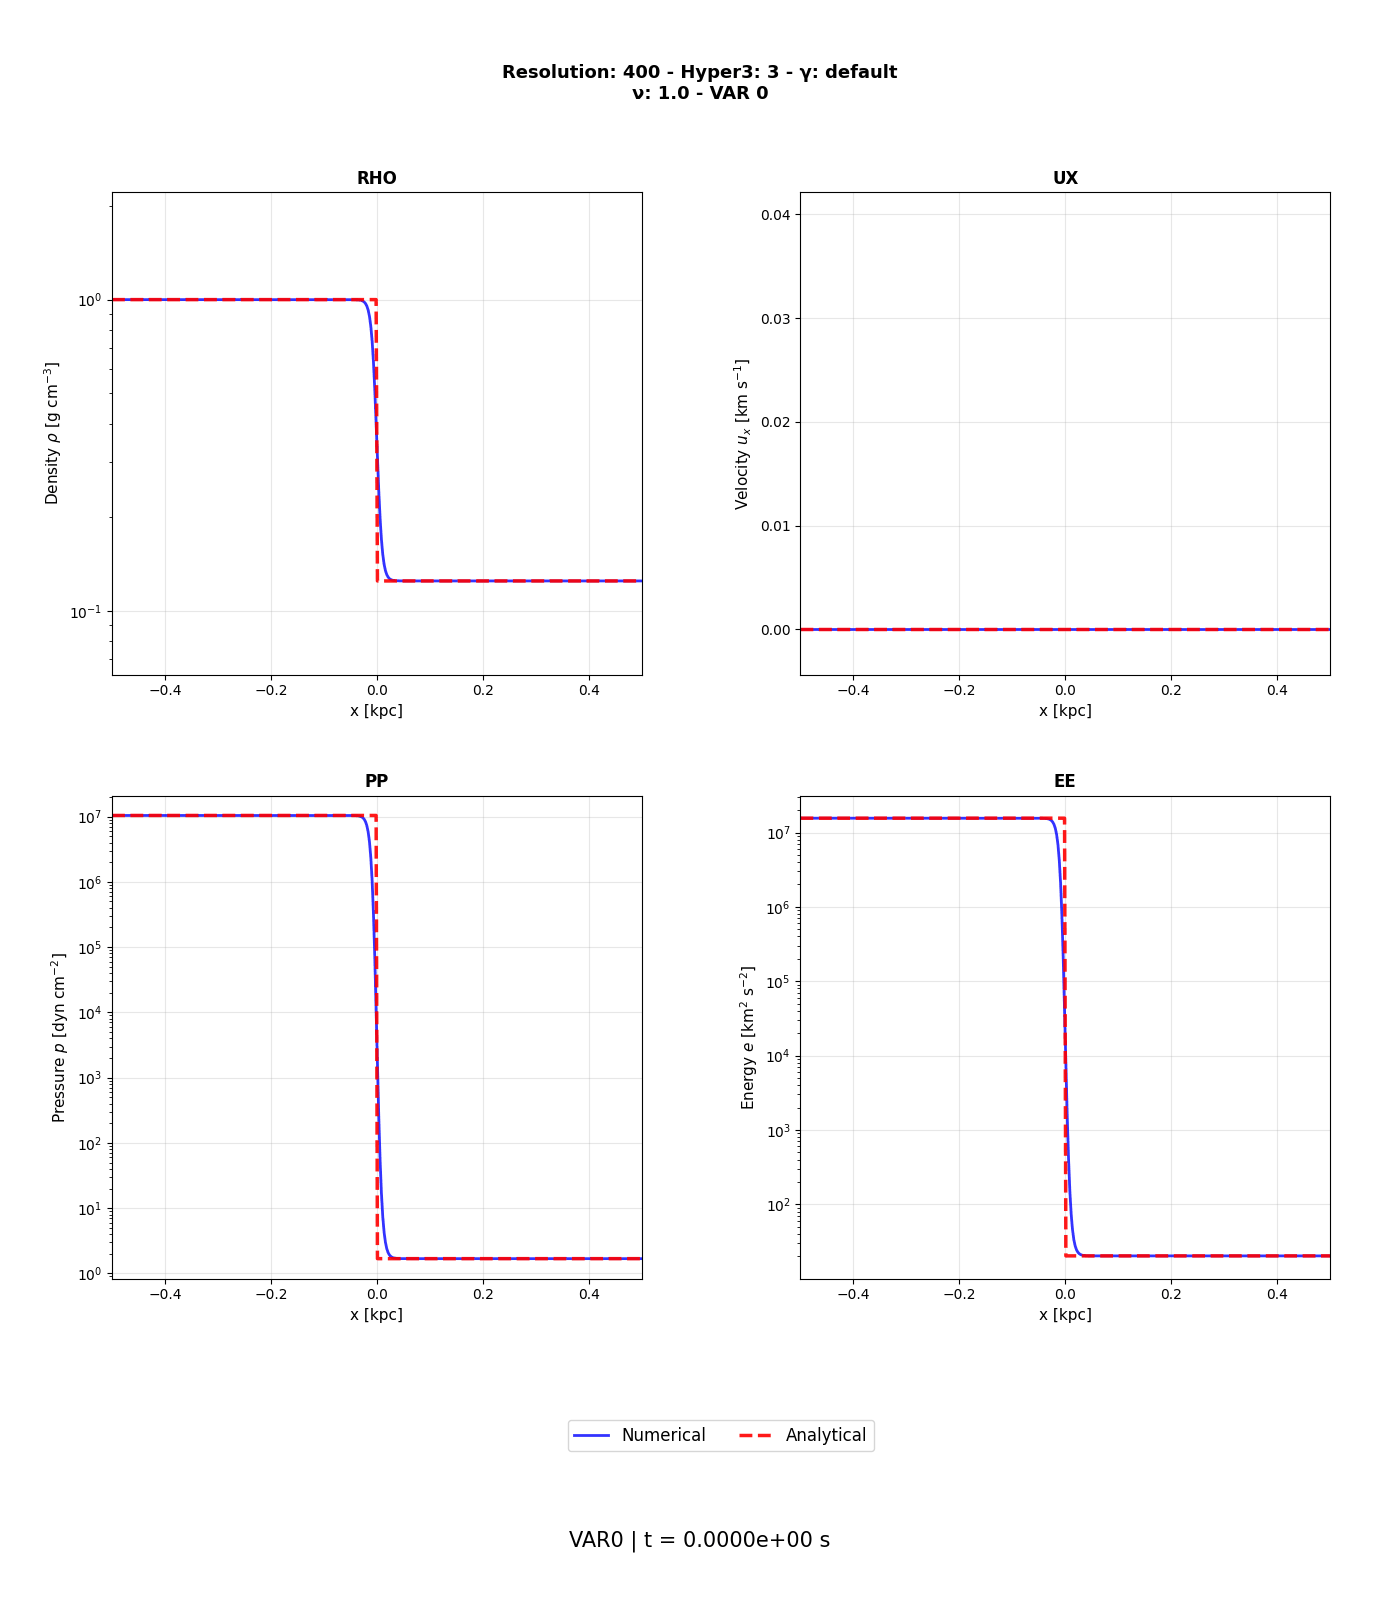 Resolution: 400 - Hyper3: 3 - γ: default
ν: 1.0 - VAR 0
RHO
Density ρ [g cm⁻³]
10⁰
10⁻¹
−0.4 −0.2 0.0 0.2 0.4
x [kpc]
UX
Velocity uₓ [km s⁻¹]
0.04
0.03
0.02
0.01
0.00
−0.4 −0.2 0.0 0.2 0.4
x [kpc]
PP
Pressure p [dyn cm⁻²]
10⁷
10⁶
10⁵
10⁴
10³
10²
10¹
10⁰
−0.4 −0.2 0.0 0.2 0.4
x [kpc]
EE
Energy e [km² s⁻²]
10⁷
10⁶
10⁵
10⁴
10³
10²
−0.4 −0.2 0.0 0.2 0.4
x [kpc]
Numerical Analytical
VAR0 | t = 0.0000e+00 s